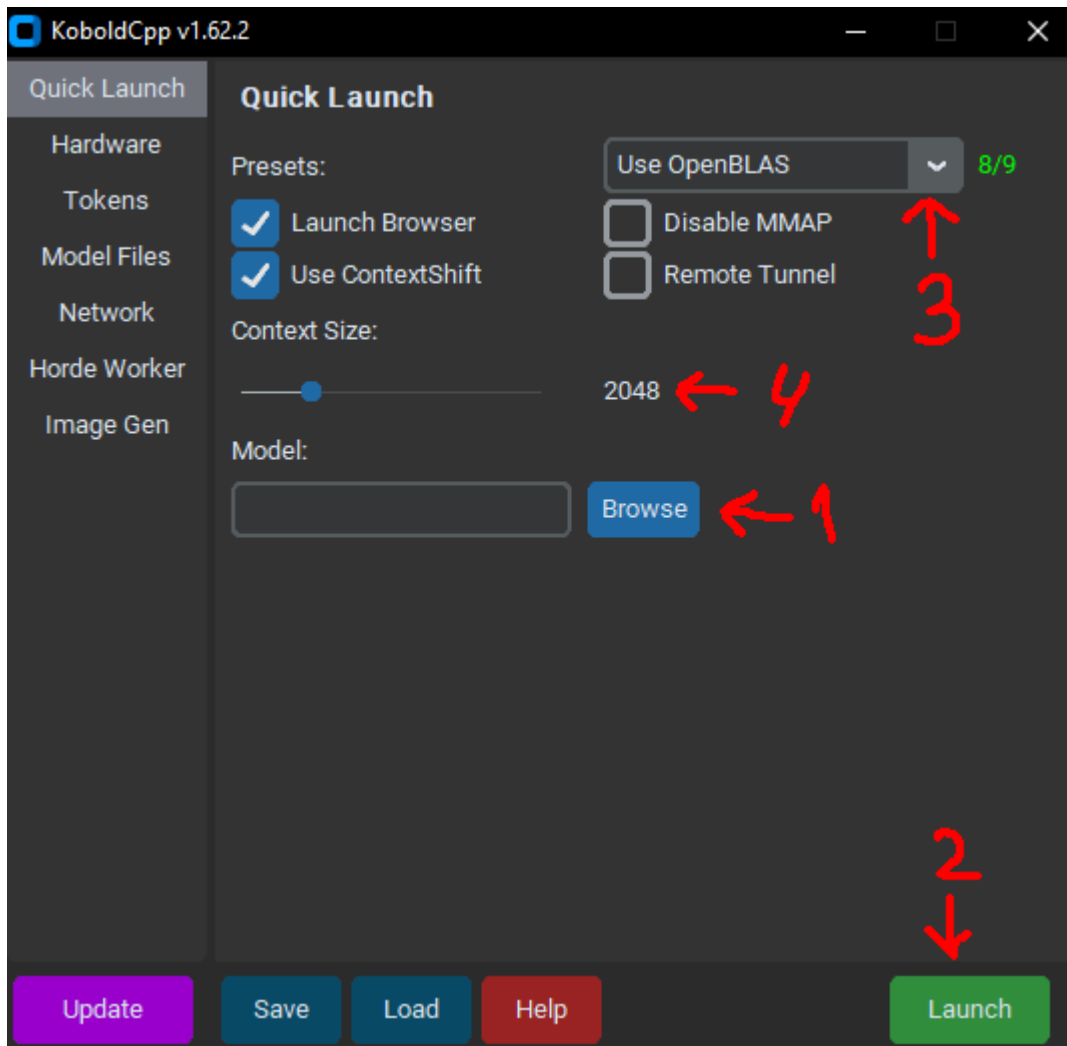 KoboldCpp v1.62.2
Quick Launch
Hardware
Tokens
Model Files
Network
Horde Worker
Image Gen
Quick Launch
Presets:
Use OpenBLAS 8/9
Launch Browser Disable MMAP
Use ContextShift Remote Tunnel
3
Context Size:
2048 4
Model:
Browse 1
2
Update Save Load Help Launch